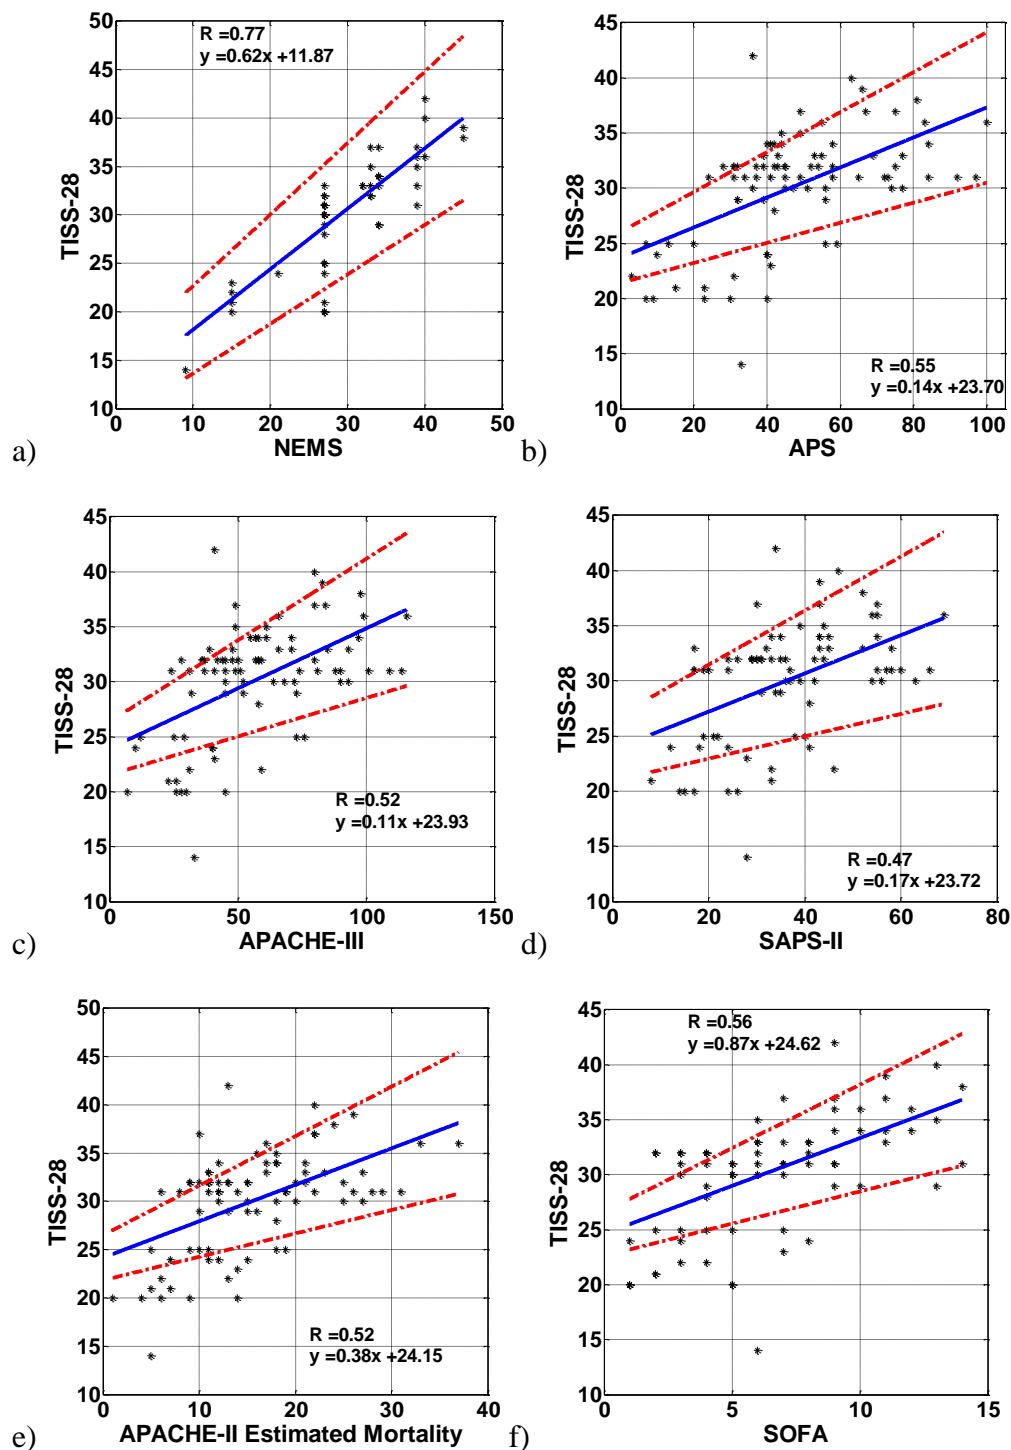 50
45
40
35
30
25
20
15
10
TISS-28
R =0.77
y =0.62x +11.87
0 10 20 30 40 50
NEMS
a)
45
40
35
30
25
20
15
10
TISS-28
R =0.55
y =0.14x +23.70
0 20 40 60 80 100
APS
b)
45
40
35
30
25
20
15
10
TISS-28
R =0.52
y =0.11x +23.93
0 50 100 150
APACHE-III
c)
45
40
35
30
25
20
15
10
TISS-28
R =0.47
y =0.17x +23.72
0 20 40 60 80
SAPS-II
d)
50
45
40
35
30
25
20
15
10
TISS-28
R =0.52
y =0.38x +24.15
0 10 20 30 40
APACHE-II Estimated Mortality
e)
45
40
35
30
25
20
15
10
TISS-28
R =0.56
y =0.87x +24.62
0 5 10 15
SOFA
f)